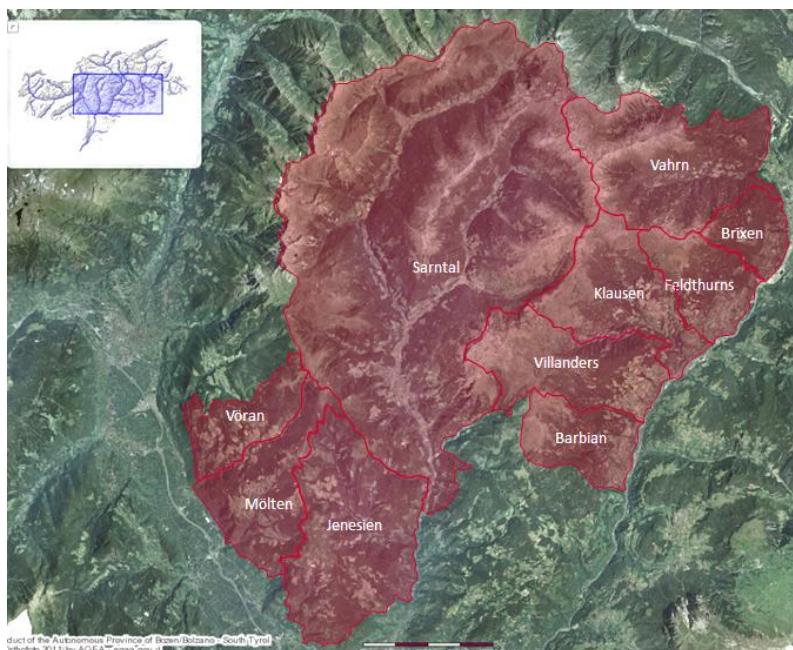 Vahrn
Brixen
Sarntal
Klausen
Feldthurns
Villanders
Vöran
Barbian
Mölten
Jenesien
duct of the Autonomous Province of Bozen/Bolzano - South Tyrol